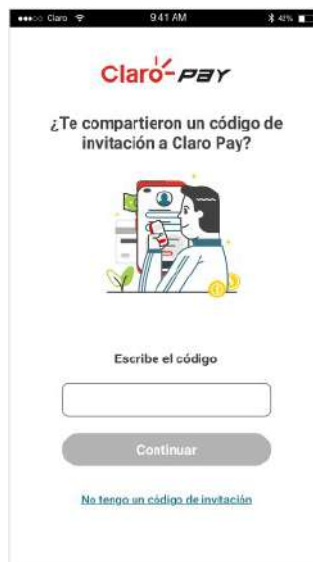 Claro 9:41 AM 42%
Claro Pay
¿Te compartieron un código de
invitación a Claro Pay?
Escribe el código
Continuar
No tengo un código de invitación